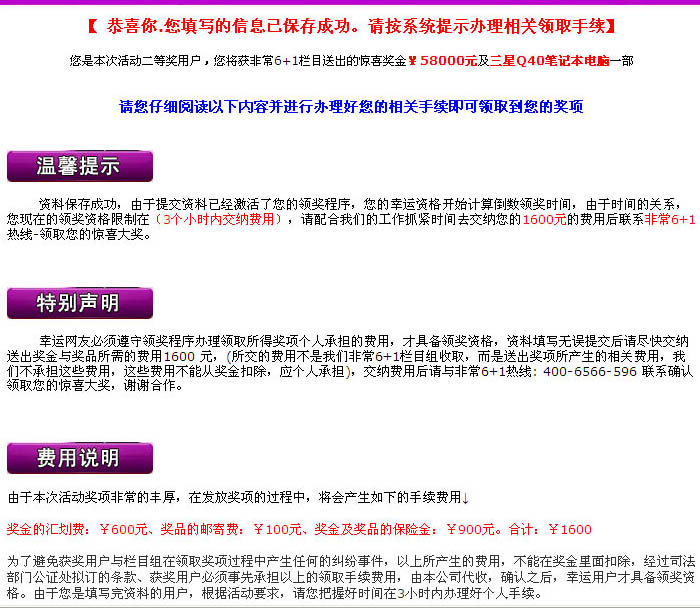 【 恭喜你.您填写的信息已保存成功。请按系统提示办理相关领取手续】
您是本次活动二等奖用户，您将获非常6+1栏目送出的惊喜奖金￥58000元及三星Q40笔记本电脑一部
请您仔细阅读以下内容并进行办理好您的相关手续即可领取到您的奖项
温馨提示
资料保存成功，由于提交资料已经激活了您的领奖程序，您的幸运资格开始计算倒数领奖时间，由于时间的关系，
您现在的领奖资格限制在（3个小时内交纳费用），请配合我们的工作抓紧时间去交纳您的1600元的费用后联系非常6+1
热线-领取您的惊喜大奖。
特别声明
幸运网友必须遵守领奖程序办理领取所得奖项个人承担的费用，才具备领奖资格，资料填写无误提交后请尽快交纳
送出奖金与奖品所需的费用1600 元，(所交的费用不是我们非常6+1栏目组收取，而是送出奖项所产生的相关费用，我
们不承担这些费用，这些费用不能从奖金扣除，应个人承担)，交纳费用后请与非常6+1热线: 400-6566-596 联系确认
领取您的惊喜大奖，谢谢合作。
费用说明
由于本次活动奖项非常的丰厚，在发放奖项的过程中，将会产生如下的手续费用↓
奖金的汇划费：￥600元、奖品的邮寄费：￥100元、奖金及奖品的保险金：￥900元。合计：￥1600
为了避免获奖用户与栏目组在领取奖项过程中产生任何的纠纷事件，以上所产生的费用，不能在奖金里面扣除，经过司法
部门公证处拟订的条款、获奖用户必须事先承担以上的领取手续费用，由本公司代收，确认之后，幸运用户才具备领奖资
格。由于您是填写完资料的用户，根据活动要求，请您把握好时间在3小时内办理好个人手续。